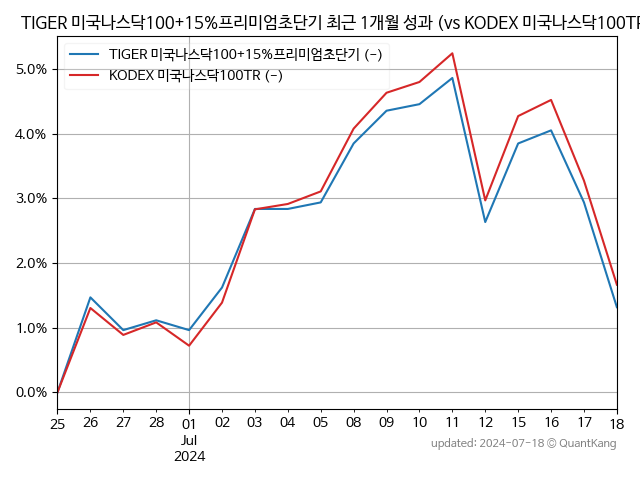 TIGER 미국나스닥100+15%프리미엄초단기 최근 1개월 성과 (vs KODEX 미국나스닥100TR
TIGER 미국나스닥100+15%프리미엄초단기 (-)
KODEX 미국나스닥100TR (-)
5.0%
4.0%
3.0%
2.0%
1.0%
0.0%
25 26 27 28 01 02 03 04 05 08 09 10 11 12 15 16 17 18
Jul
2024
updated: 2024-07-18 © QuantKang